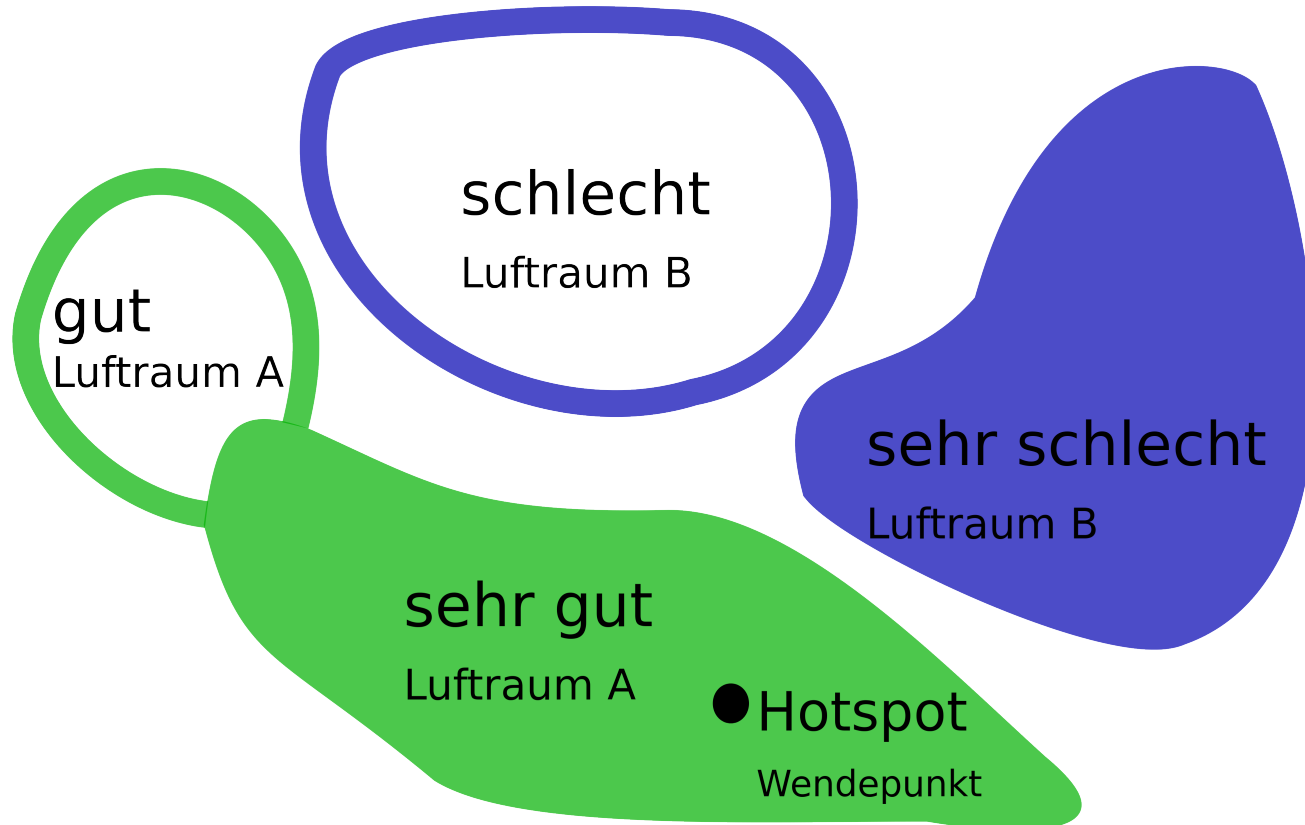 schlecht
Luftraum B
gut
Luftraum A
sehr schlecht
Luftraum B
sehr gut
Luftraum A
Hotspot
Wendepunkt